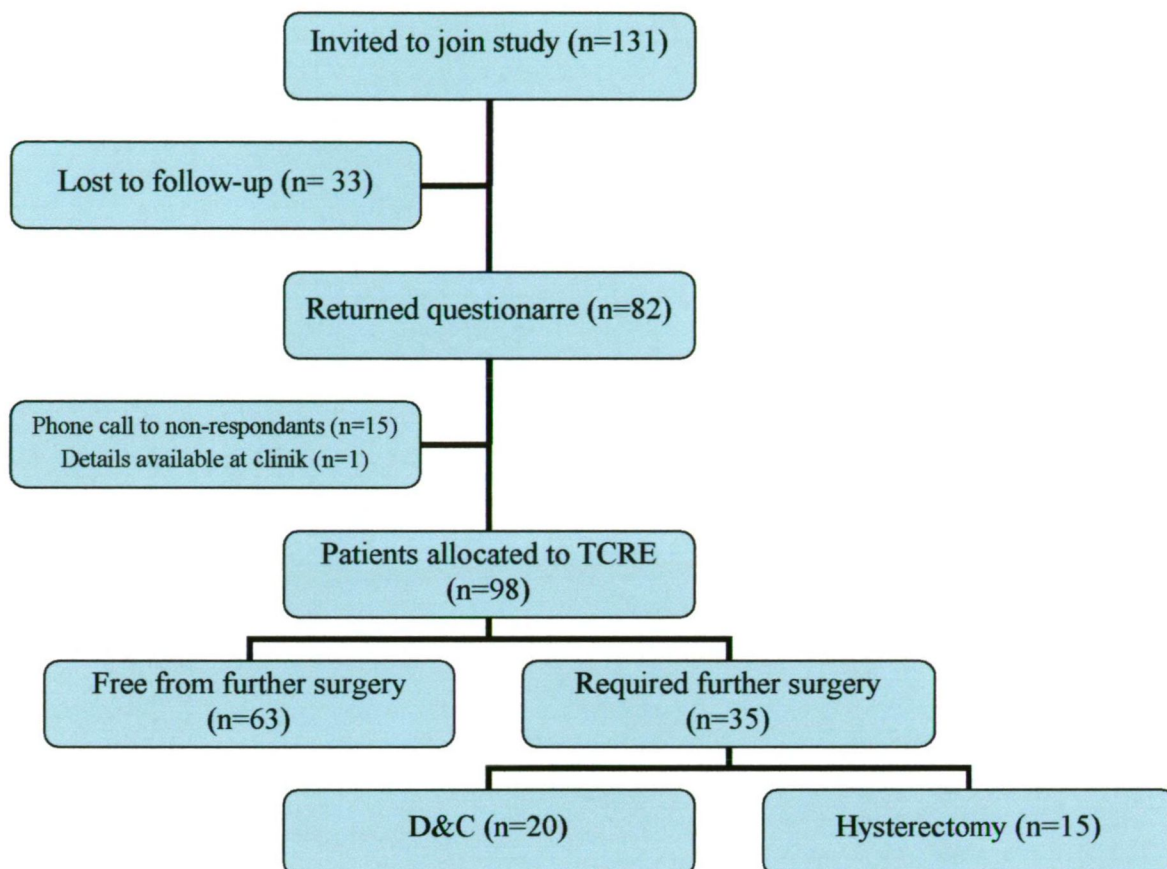 Invited to join study (n=131)
Lost to follow-up (n= 33)
Returned questionarre (n=82)
Phone call to non-respondants (n=15)
Details available at clinik (n=1)
Patients allocated to TCRE
(n=98)
Free from further surgery
(n=63)
Required further surgery
(n=35)
D&C (n=20)
Hysterectomy (n=15)